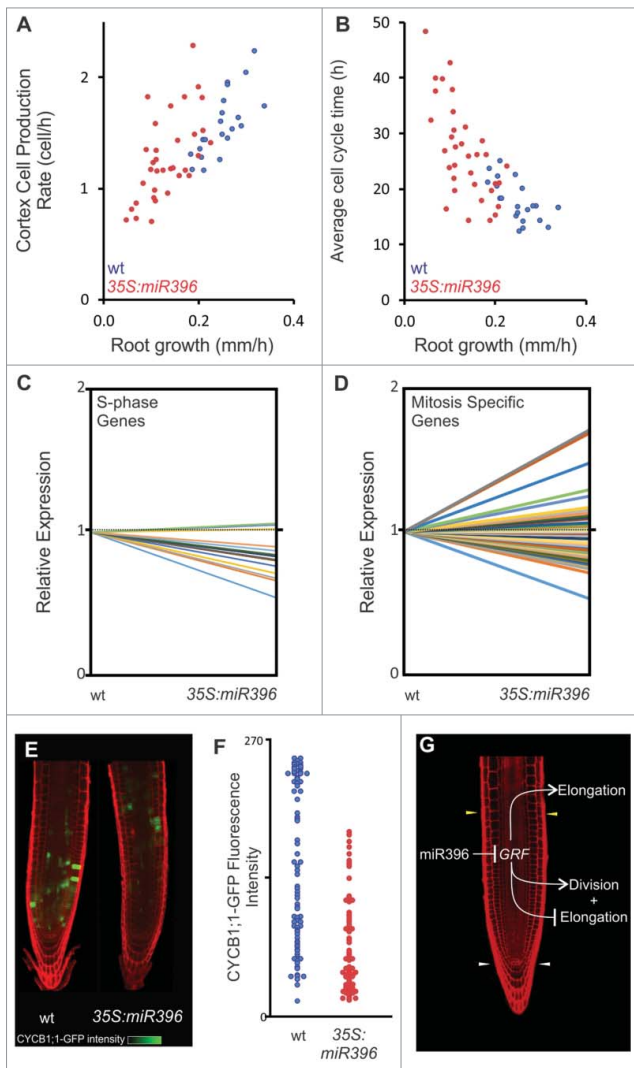 A
Cortex Cell Production
Rate (cell/h)
2
1
0
wt
35S:miR396
0.0
0.2
0.4
Root growth (mm/h)
B
Average cell cycle time (h)
50
40
30
20
10
0
wt
35S:miR396
0.0
0.2
0.4
Root growth (mm/h)
C
S-phase
Genes
Relative Expression
2
1
0
wt
35S:miR396
D
Mitosis Specific
Genes
Relative Expression
2
1
0
wt
35S:miR396
E
wt
35S:miR396
CYCB1;1-GFP intensity
F
CYCB1;1-GFP Fluorescence
Intensity
270
0
wt
35S:
miR396
G
Elongation
miR396
GRF
Division
+
Elongation